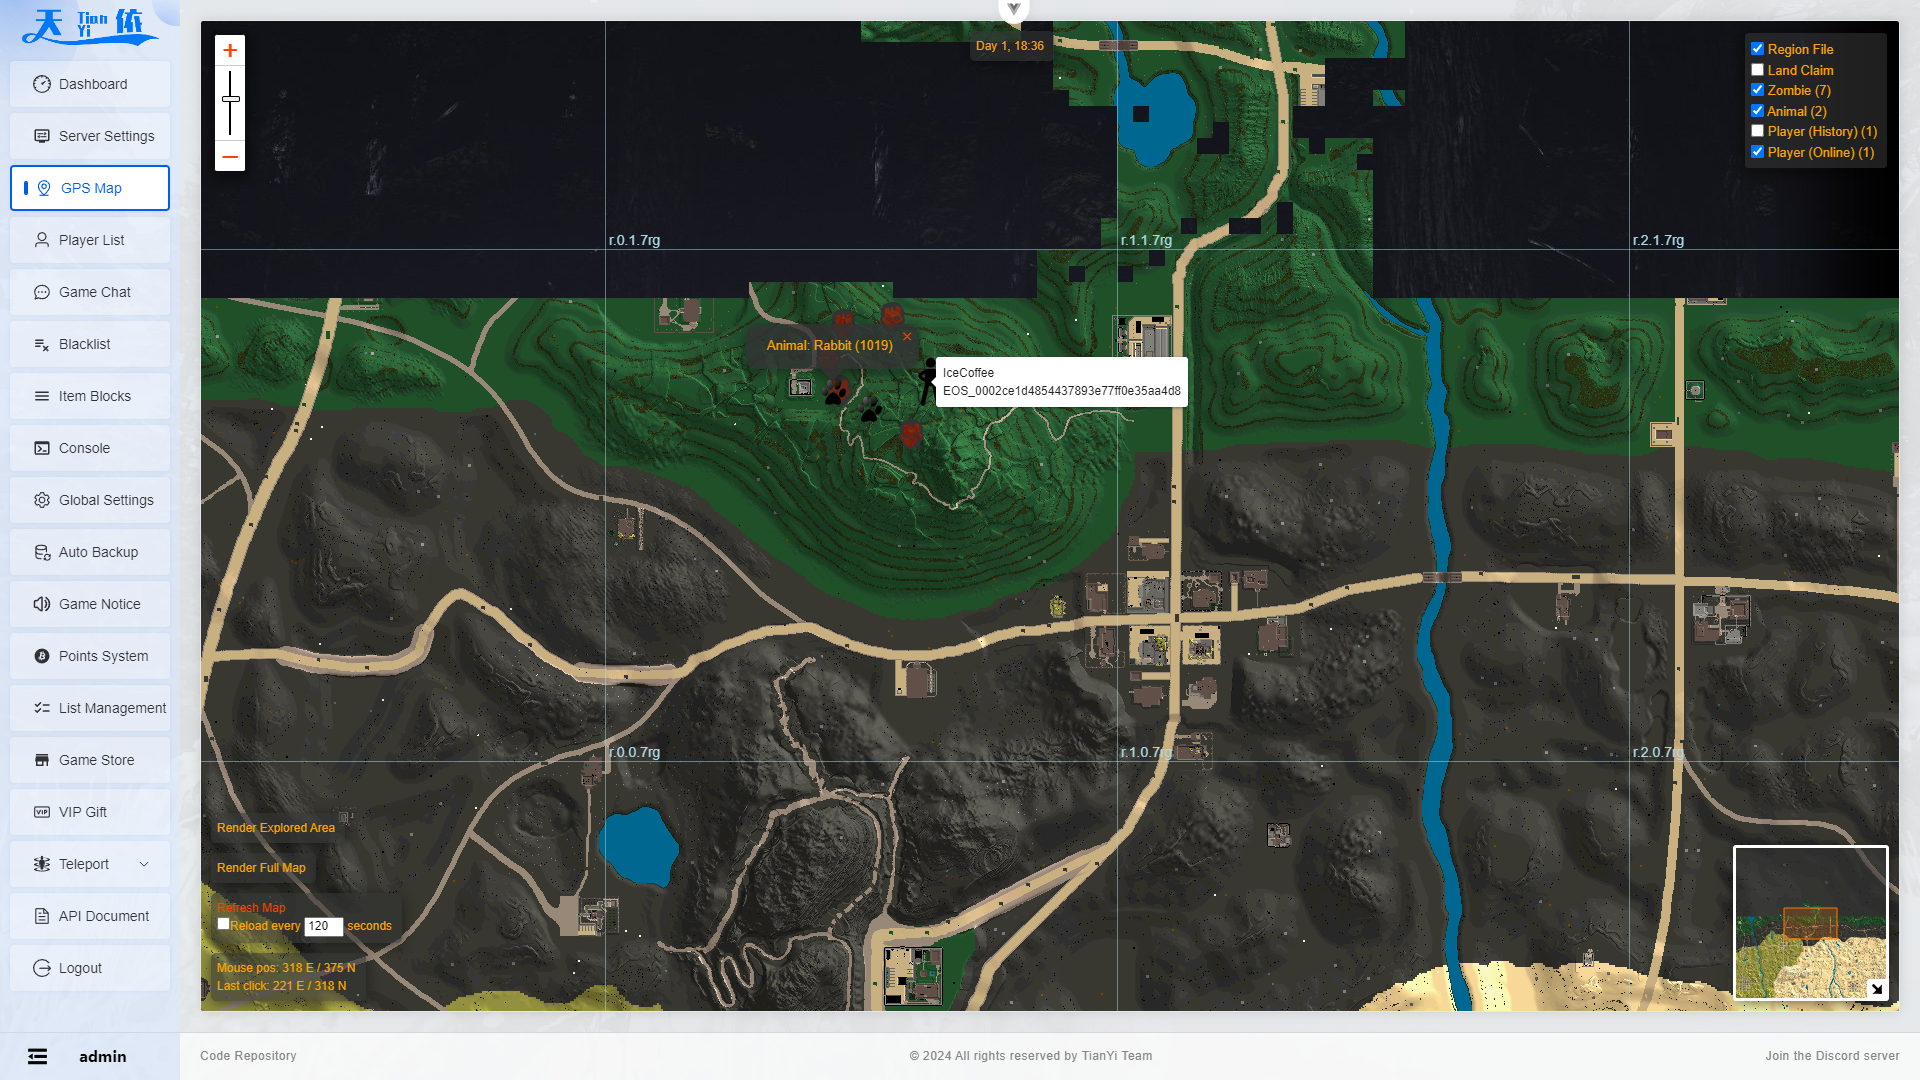 天 Tian Yi 依
Dashboard
Server Settings
GPS Map
Player List
Game Chat
Blacklist
Item Blocks
Console
Global Settings
Auto Backup
Game Notice
Points System
List Management
Game Store
VIP Gift
Teleport
API Document
Logout
admin
+
−
Day 1, 18:36
Region File
Land Claim
Zombie (7)
Animal (2)
Player (History) (1)
Player (Online) (1)
r.0.1.7rg
r.1.1.7rg
r.2.1.7rg
Animal: Rabbit (1019)
×
IceCoffee
EOS_0002ce1d4854437893e77ff0e35aa4d8
r.0.0.7rg
r.1.0.7rg
r.2.0.7rg
Render Explored Area
Render Full Map
Refresh Map
Reload every 120 seconds
Mouse pos: 318 E / 375 N
Last click: 221 E / 318 N
Code Repository
© 2024 All rights reserved by TianYi Team
Join the Discord server